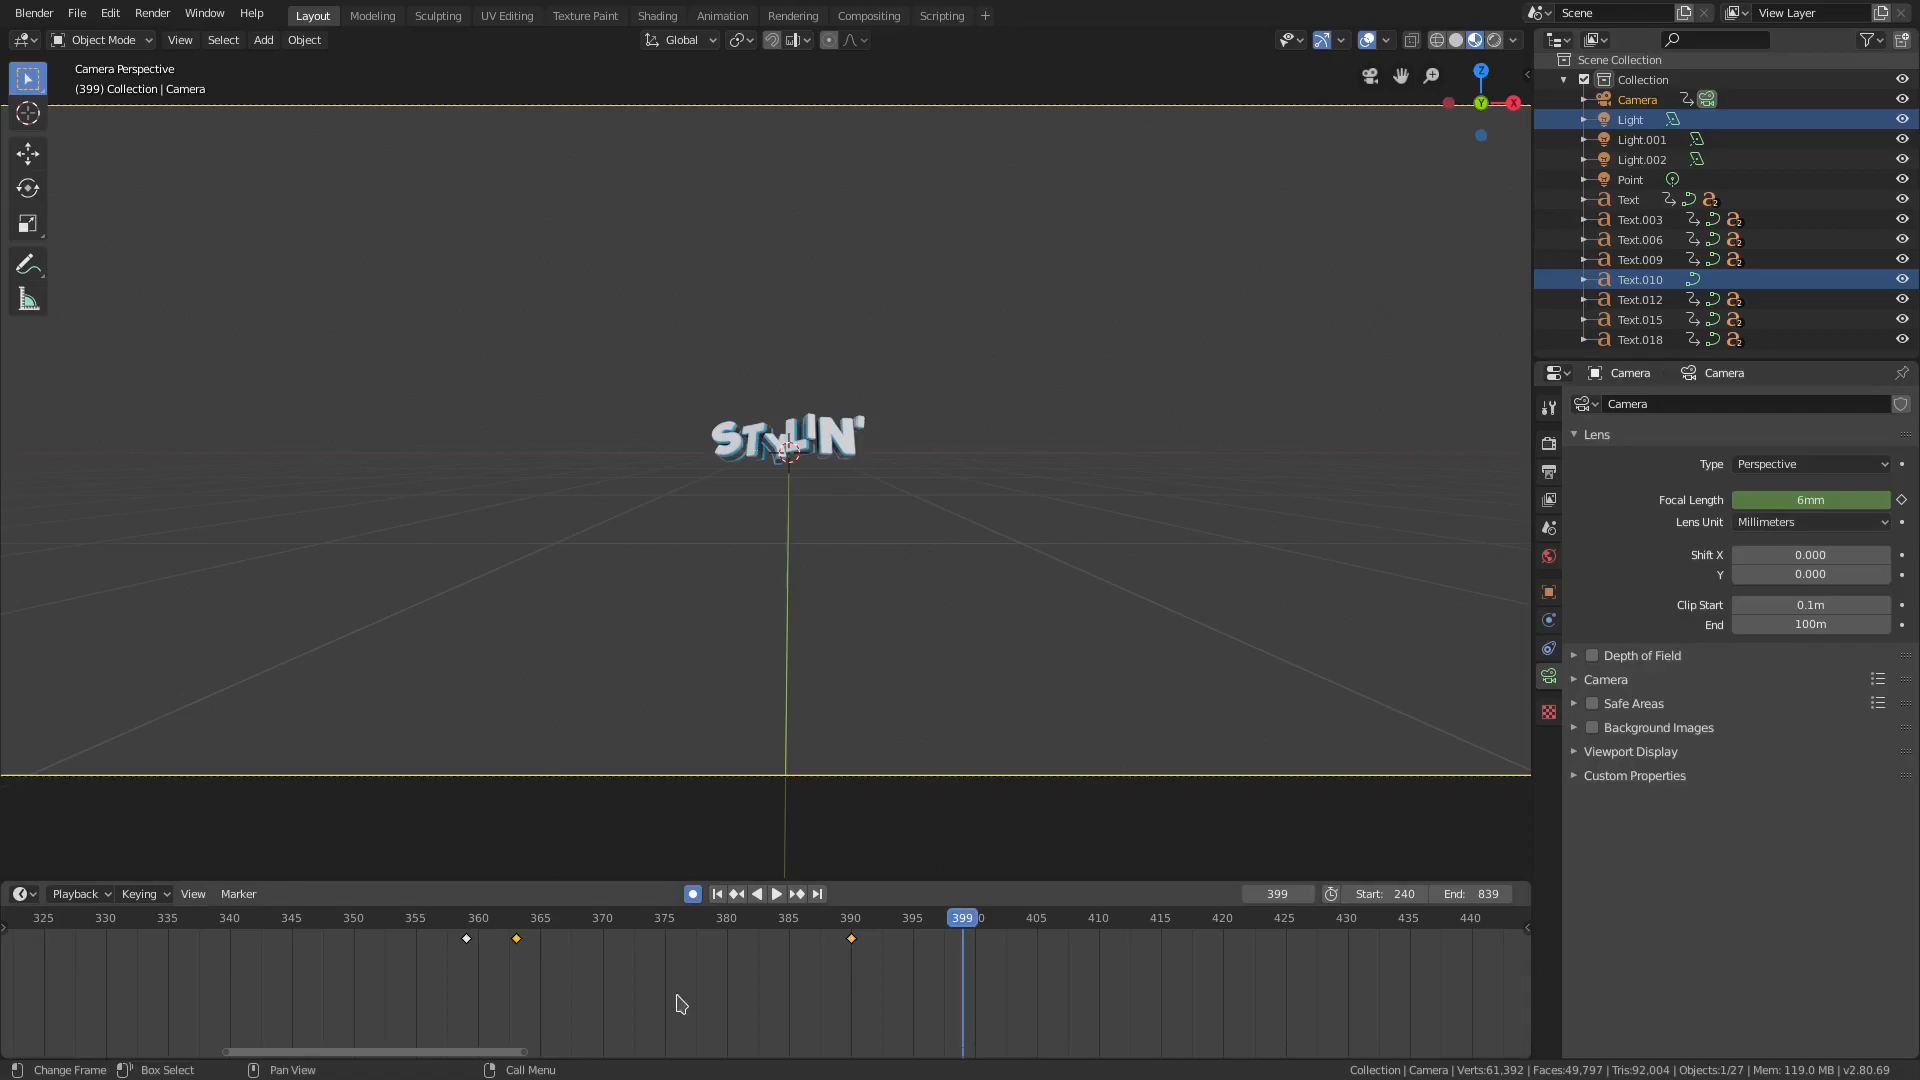 Blender File Edit Render Window Help Layout Modeling Sculpting UV Editing Texture Paint Shading Animation Rendering Compositing Scripting + Scene View Layer
Object Mode View Select Add Object Global
Camera Perspective
(399) Collection | Camera
Z
Y
X
STYLIN'
Scene Collection
Collection
Camera
Light
Light.001
Light.002
Point
Text
Text.003
Text.006
Text.009
Text.010
Text.012
Text.015
Text.018
Camera Camera
Camera
Lens
Type Perspective
Focal Length 6mm
Lens Unit Millimeters
Shift X 0.000
Y 0.000
Clip Start 0.1m
End 100m
Depth of Field
Camera
Safe Areas
Background Images
Viewport Display
Custom Properties
Playback Keying View Marker 399 Start: 240 End: 839
325 330 335 340 345 350 355 360 365 370 375 380 385 390 395 399 0 405 410 415 420 425 430 435 440
Change Frame Box Select Pan View Call Menu Collection | Camera | Verts:61,392 | Faces:49,797 | Tris:92,004 | Objects:1/27 | Mem: 119.0 MB | v2.80.69